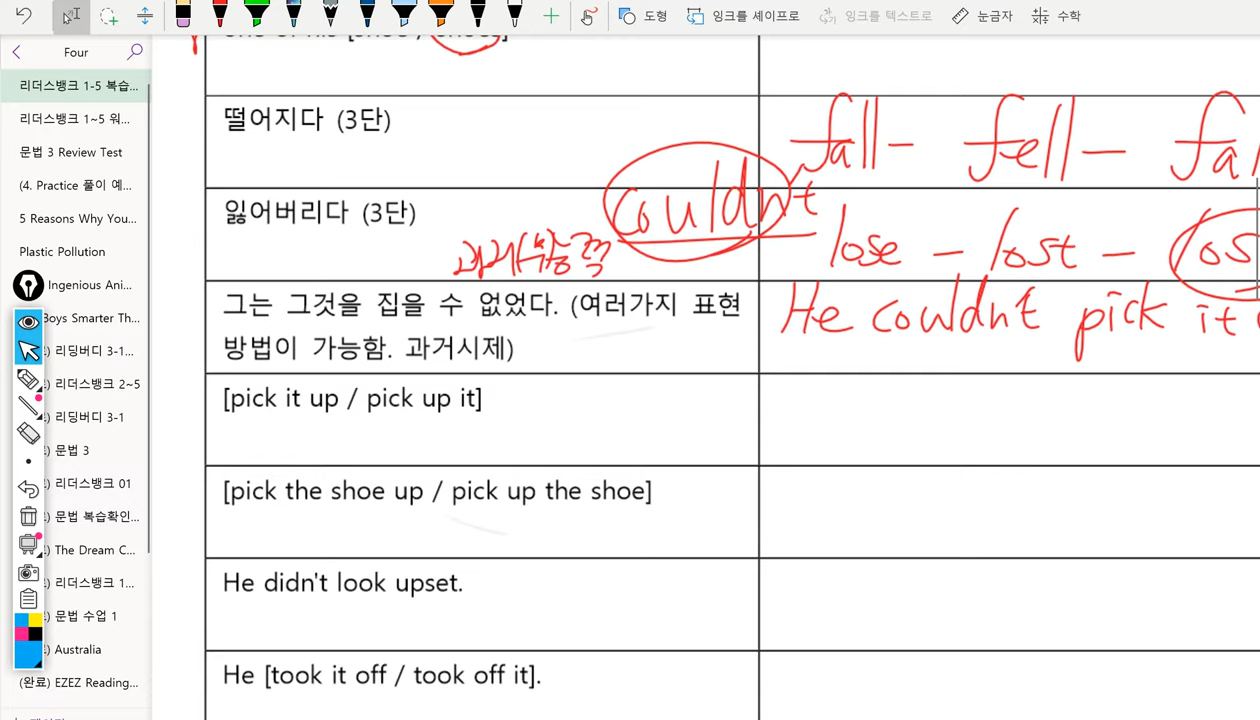 도형
잉크를 셰이프로
잉크를 텍스트로
눈금자
수학
Four
리더스뱅크 1-5 복습...
리더스뱅크 1~5 워...
문법 3 Review Test
(4. Practice 풀이 예...
5 Reasons Why You...
Plastic Pollution
Ingenious Ani...
Boys Smarter Th...
) 리딩버디 3-1...
) 리더스뱅크 2~5
) 리딩버디 3-1
) 문법 3
) 리더스뱅크 01
) 문법 복습확인...
) The Dream C...
) 리더스뱅크 1...
) 문법 수업 1
) Australia
(완료) EZEZ Reading...
떨어지다 (3단)
fall - fell - fal
잃어버리다 (3단)
couldn't
과거(부)능력
lose - lost - los
그는 그것을 집을 수 없었다. (여러가지 표현
방법이 가능함. 과거시제)
He couldn't pick it
[pick it up / pick up it]
[pick the shoe up / pick up the shoe]
He didn't look upset.
He [took it off / took off it].